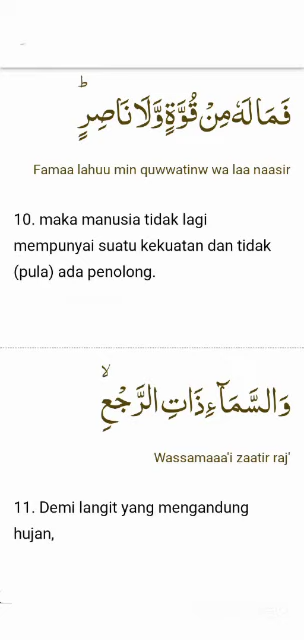 فَمَا لَهٗ مِنْ قُوَّةٍ وَّلَا نَاصِرٍۗ
Famaa lahuu min quwwatinw wa laa naasir
10. maka manusia tidak lagi
mempunyai suatu kekuatan dan tidak
(pula) ada penolong.
وَالسَّمَاۤءِ ذَاتِ الرَّجْعِۙ
Wassamaaa'i zaatir raj'
11. Demi langit yang mengandung
hujan,